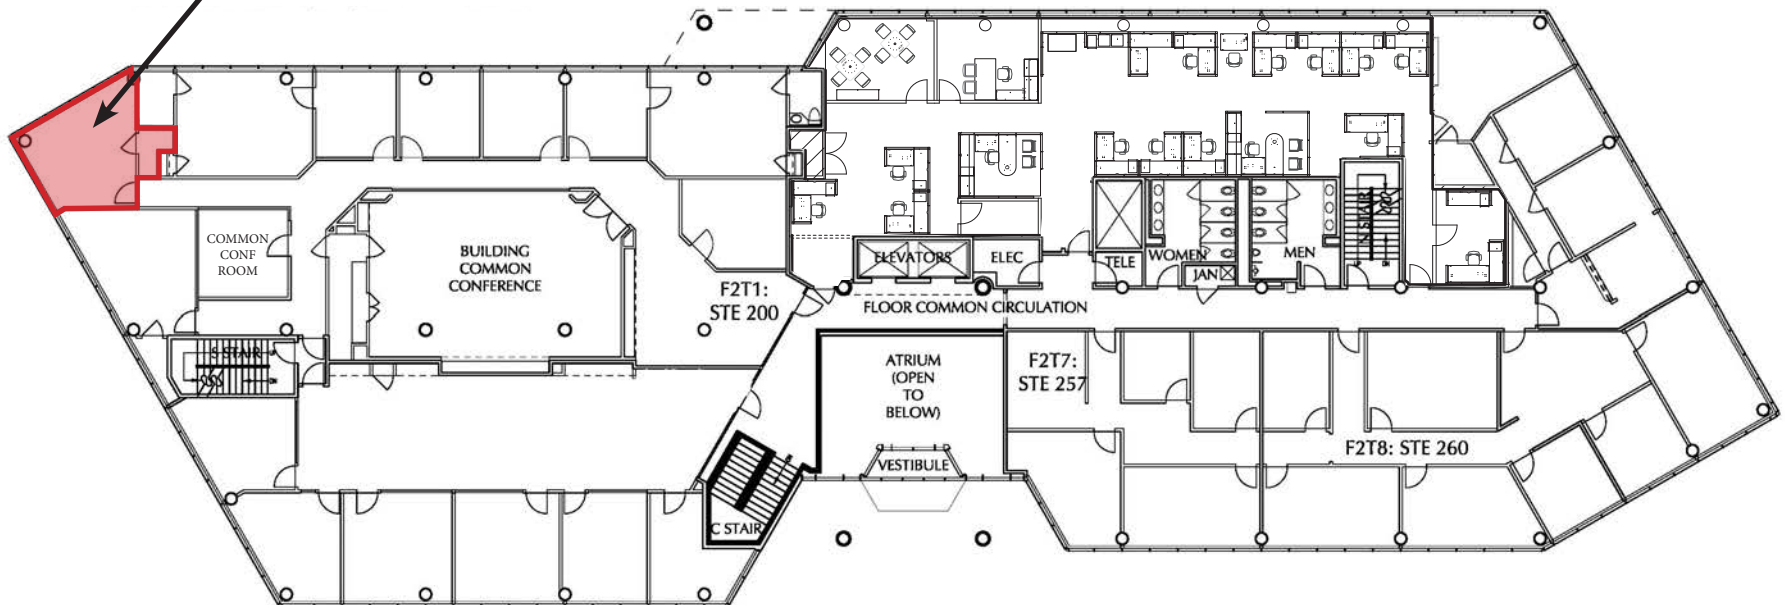 COMMON
CONF
ROOM
BUILDING
COMMON
CONFERENCE
F2T1:
STE 200
S STAIR
ELEVATORS
ELEC
TELE
WOMEN
JAN
MEN
N STAIR
FLOOR COMMON CIRCULATION
ATRIUM
(OPEN
TO
BELOW)
VESTIBULE
C STAIR
F2T7:
STE 257
F2T8: STE 260